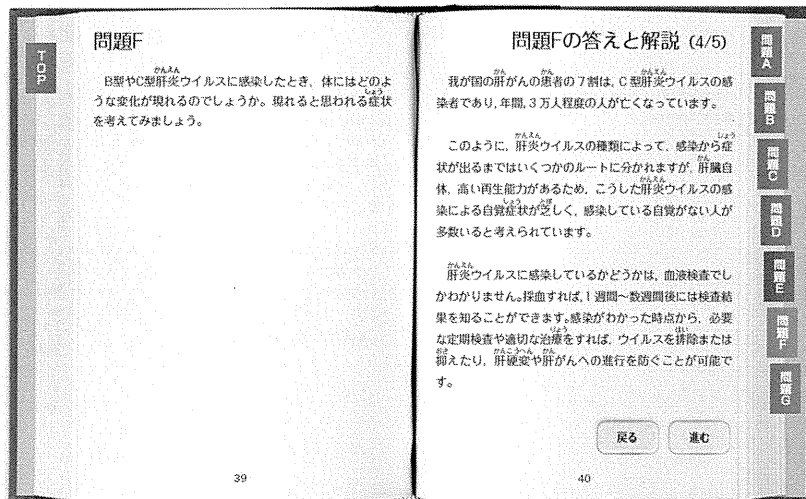 TOP
問題F
B型やC型肝炎ウイルスに感染したとき、体にはどのよ
うな変化が現れるのでしょうか。現れると思われる症状
を考えてみましょう。
39
問題Fの答えと解説 (4/5)
我が国の肝がんの患者の7割は、C型肝炎ウイルスの感
染者であり、年間、3万人程度の人が亡くなっています。
このように、肝炎ウイルスの種類によって、感染から症
状が出るまではいくつかのルートに分かれますが、肝臓自
体、高い再生能力があるため、こうした肝炎ウイルスの感
染による自覚症状が乏しく、感染している自覚がない人が
多数いると考えられています。
肝炎ウイルスに感染しているかどうかは、血液検査でし
かわかりません。採血すれば、1週間〜数週間後には検査結
果を知ることができます。感染がわかった時点から、必要
な定期検査や適切な治療をすれば、ウイルスを排除または
抑えたり、肝硬変や肝がんへの進行を防ぐことが可能で
す。
戻る
進む
40
問題A
問題B
問題C
問題D
問題E
問題F
問題G